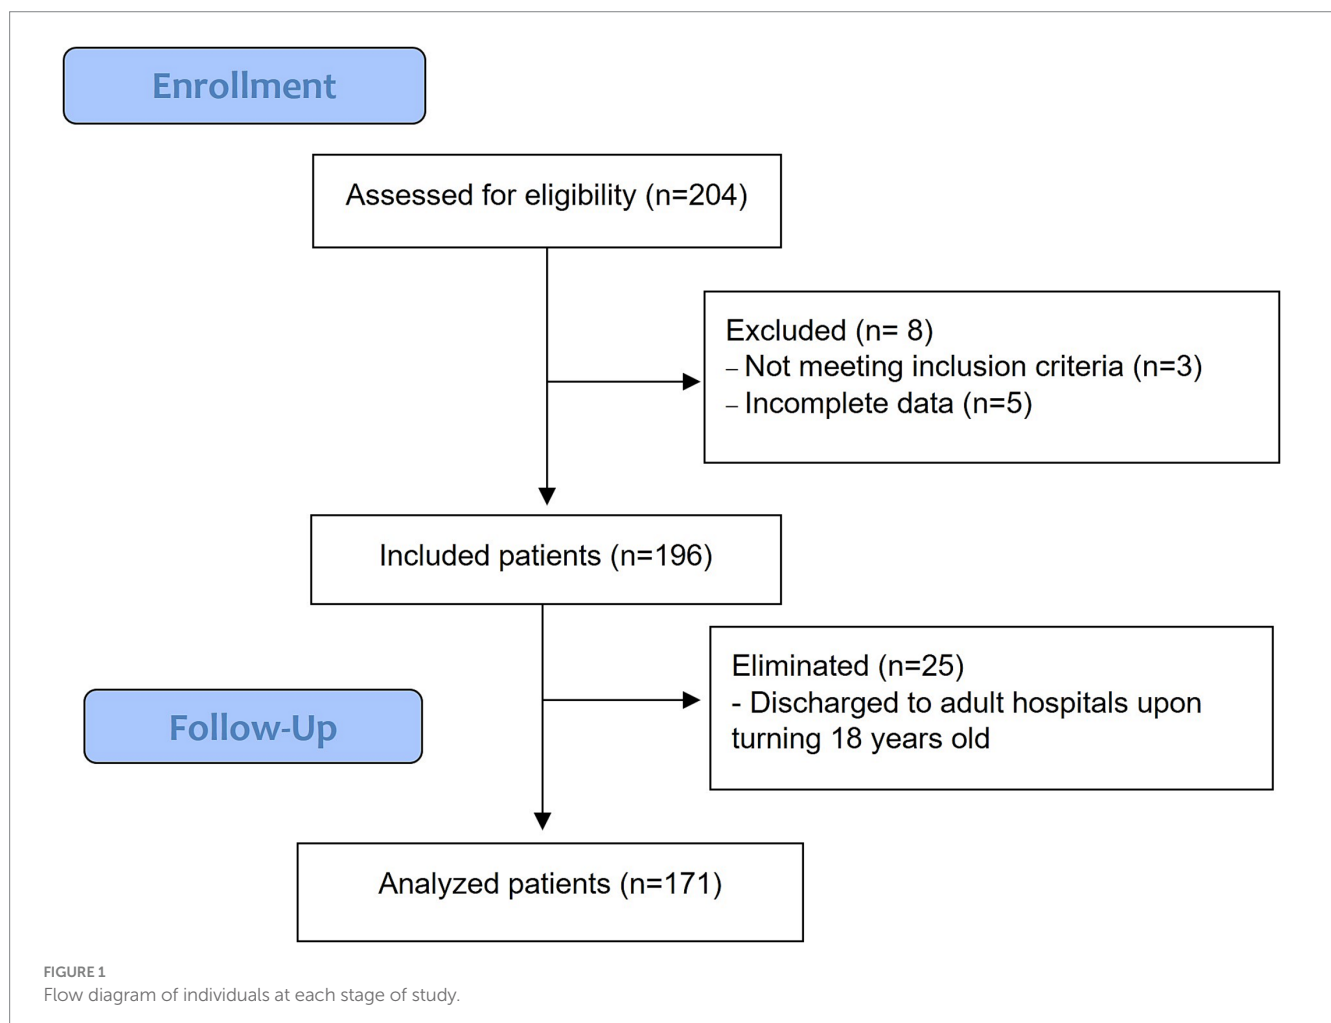 Enrollment
Assessed for eligibility (n=204)
Excluded (n= 8)
– Not meeting inclusion criteria (n=3)
– Incomplete data (n=5)
Included patients (n=196)
Eliminated (n=25)
- Discharged to adult hospitals upon
turning 18 years old
Follow-Up
Analyzed patients (n=171)
FIGURE 1
Flow diagram of individuals at each stage of study.